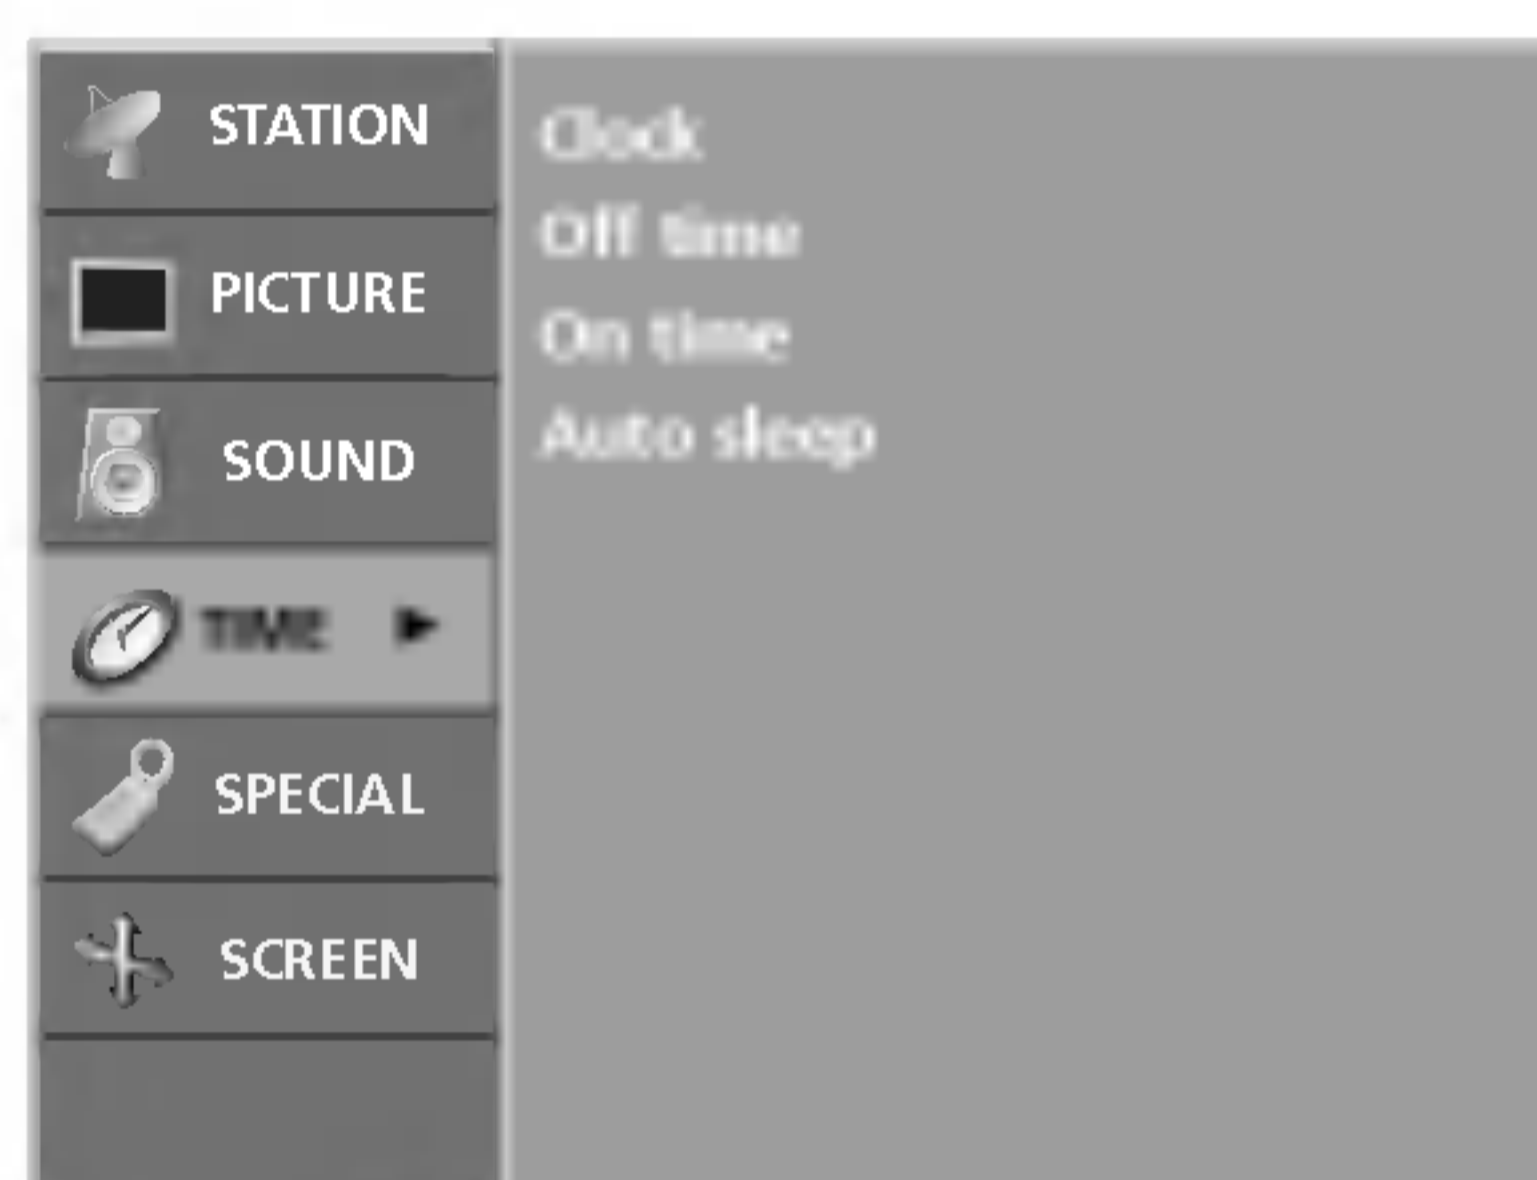 STATION
PICTURE
SOUND
TIME
SPECIAL
SCREEN
Clock
Off time
On time
Auto sleep